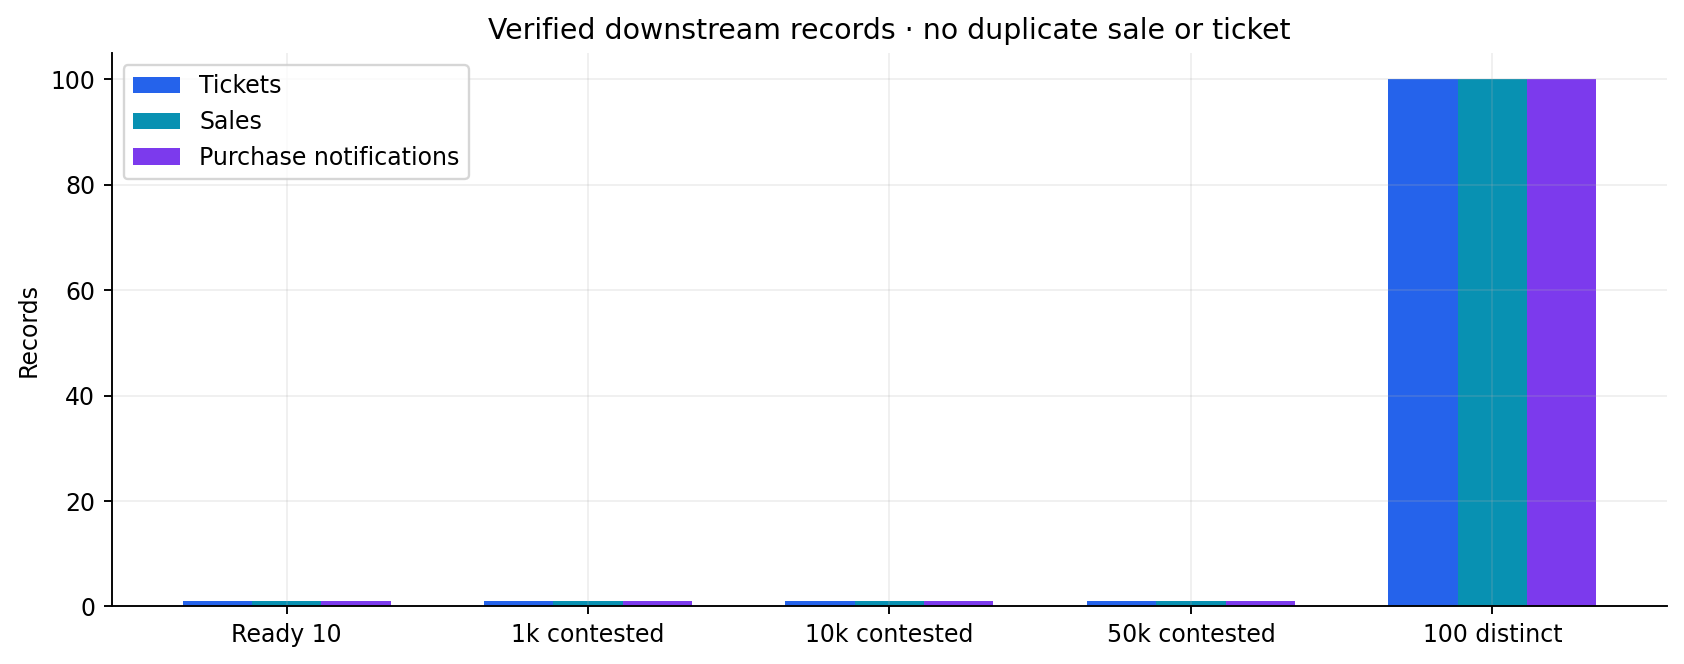 Verified downstream records · no duplicate sale or ticket
Tickets
Sales
Purchase notifications
Records
100
80
60
40
20
0
Ready 10
1k contested
10k contested
50k contested
100 distinct